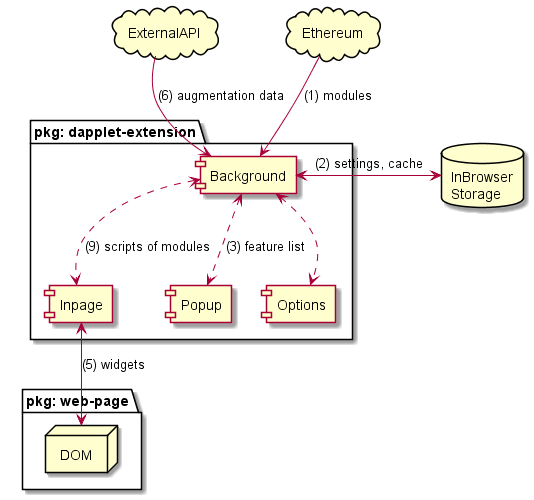 ExternalAPI
Ethereum
(6) augmentation data
(1) modules
pkg: dapplet-extension
Background
(2) settings, cache
InBrowser
Storage
(9) scripts of modules
(3) feature list
Inpage
Popup
Options
(5) widgets
pkg: web-page
DOM